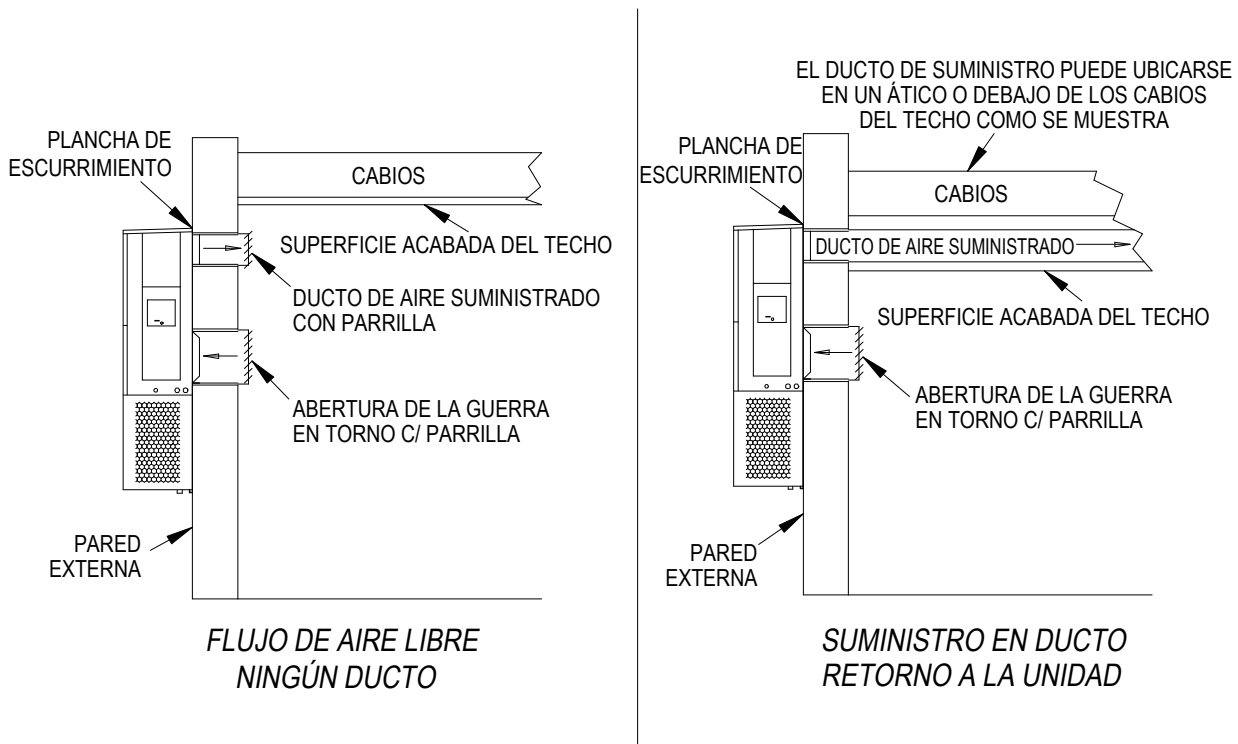 PLANCHA DE
ESCURRIMIENTO
CABIOS
SUPERFICIE ACABADA DEL TECHO
DUCTO DE AIRE SUMINISTRADO
CON PARRILLA
ABERTURA DE LA GUERRA
EN TORNO C/ PARRILLA
PARED
EXTERNA
FLUJO DE AIRE LIBRE
NINGÚN DUCTO
EL DUCTO DE SUMINISTRO PUEDE UBICARSE
EN UN ÁTICO O DEBAJO DE LOS CABIOS
DEL TECHO COMO SE MUESTRA
PLANCHA DE
ESCURRIMIENTO
CABIOS
DUCTO DE AIRE SUMINISTRADO
SUPERFICIE ACABADA DEL TECHO
ABERTURA DE LA GUERRA
EN TORNO C/ PARRILLA
PARED
EXTERNA
SUMINISTRO EN DUCTO
RETORNO A LA UNIDAD